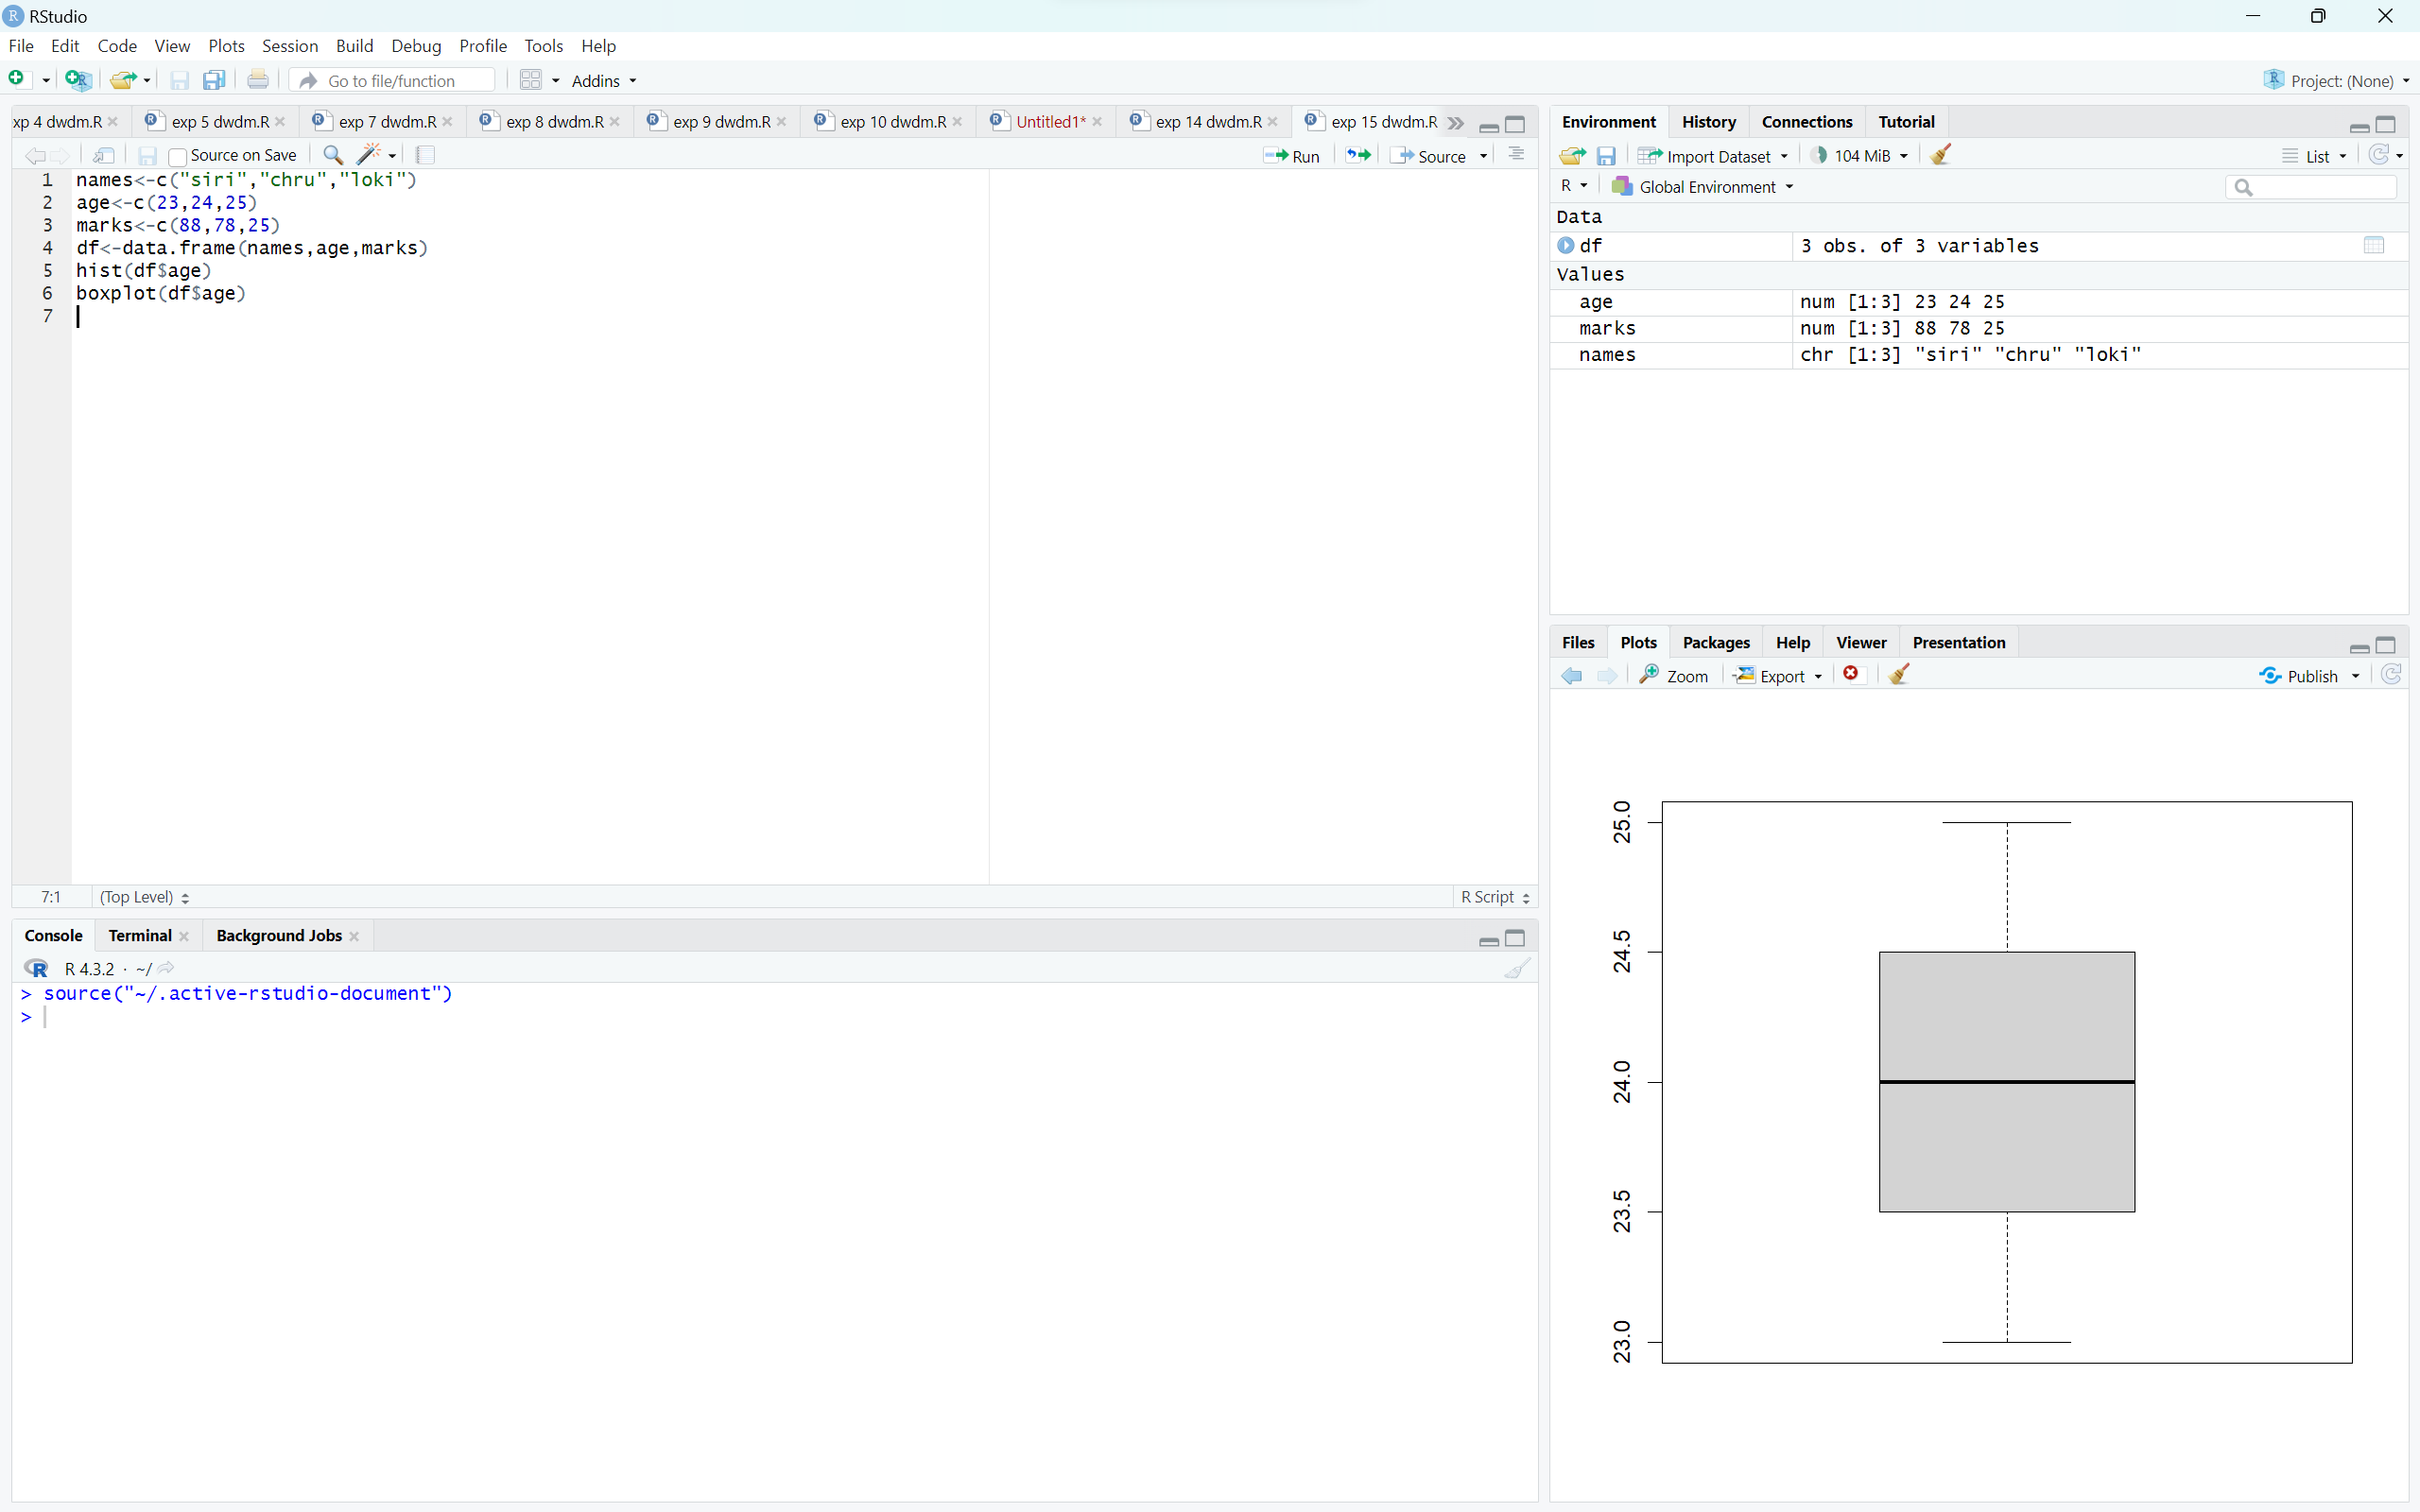 RStudio
File Edit Code View Plots Session Build Debug Profile Tools Help
Go to file/function Addins Project: (None)
xp 4 dwdm.R exp 5 dwdm.R exp 7 dwdm.R exp 8 dwdm.R exp 9 dwdm.R exp 10 dwdm.R Untitled1* exp 14 dwdm.R exp 15 dwdm.R
Source on Save Run Source
1 names<-c("siri","chru","loki")
2 age<-c(23,24,25)
3 marks<-c(88,78,25)
4 df<-data.frame(names,age,marks)
5 hist(df$age)
6 boxplot(df$age)
7
7:1 (Top Level) R Script
Console Terminal Background Jobs
R 4.3.2 · ~/
> source("~/.active-rstudio-document")
>
Environment History Connections Tutorial
Import Dataset 104 MiB List
R Global Environment
Data
df 3 obs. of 3 variables
Values
age num [1:3] 23 24 25
marks num [1:3] 88 78 25
names chr [1:3] "siri" "chru" "loki"
Files Plots Packages Help Viewer Presentation
Zoom Export Publish
25.0
24.5
24.0
23.5
23.0